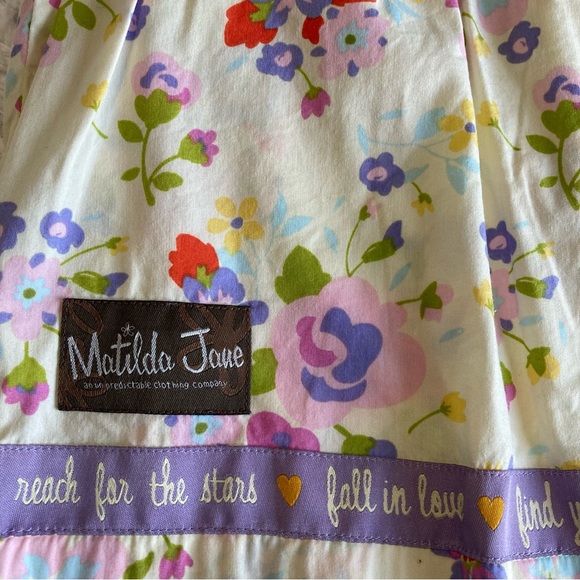 Matilda Jane
an unpredictable clothing company
reach for the stars fall in love find